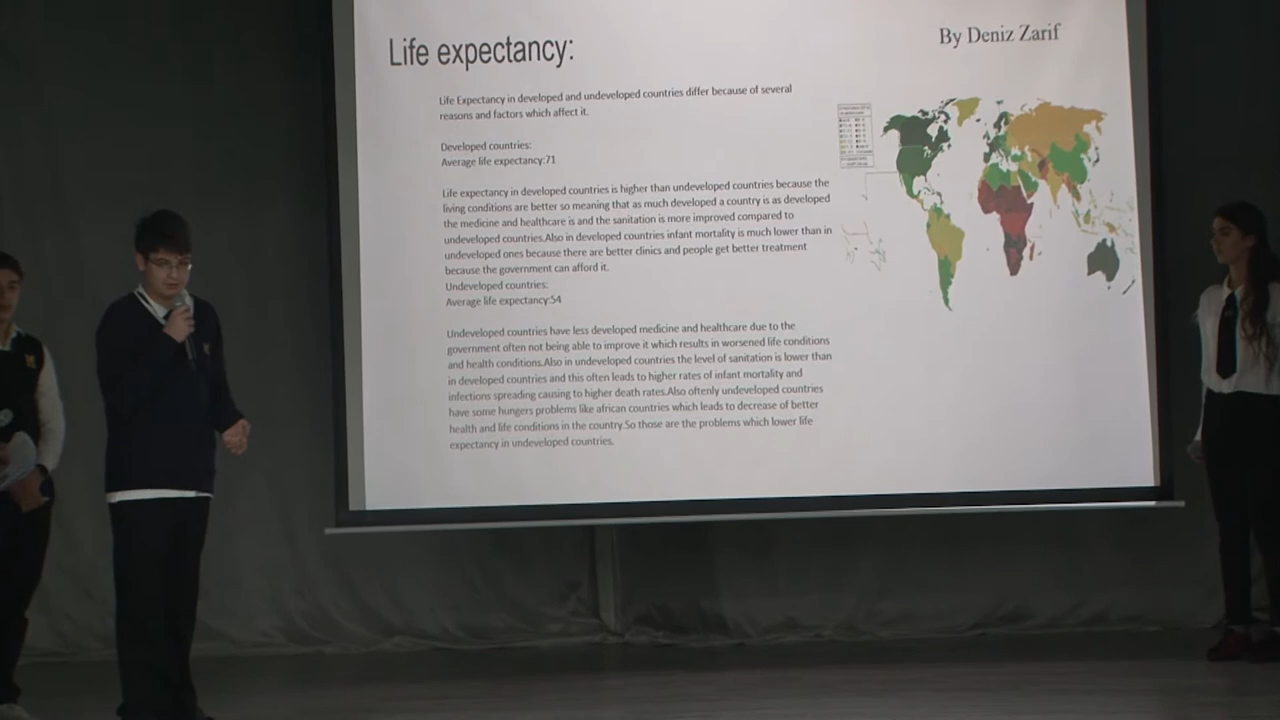 Life expectancy:
By Deniz Zarif
Life Expectancy in developed and undeveloped countries differ because of several
reasons and factors which affect it.
Developed countries:
Average life expectancy:71
Life expectancy in developed countries is higher than undeveloped countries because the
living conditions are better so meaning that as much developed a country is as developed
the medicine and healthcare is and the sanitation is more improved compared to
undeveloped countries.Also in developed countries infant mortality is much lower than in
undeveloped ones because there are better clinics and people get better treatment
because the government can afford it.
Undeveloped countries:
Average life expectancy:54
Undeveloped countries have less developed medicine and healthcare due to the
government often not being able to improve it which results in worsened life conditions
and health conditions.Also in undeveloped countries the level of sanitation is lower than
in developed countries and this often leads to higher rates of infant mortality and
infections spreading causing to higher death rates.Also oftenly undeveloped countries
have some hungers problems like african countries which leads to decrease of better
health and life conditions in the country.So those are the problems which lower life
expectancy in undeveloped countries.